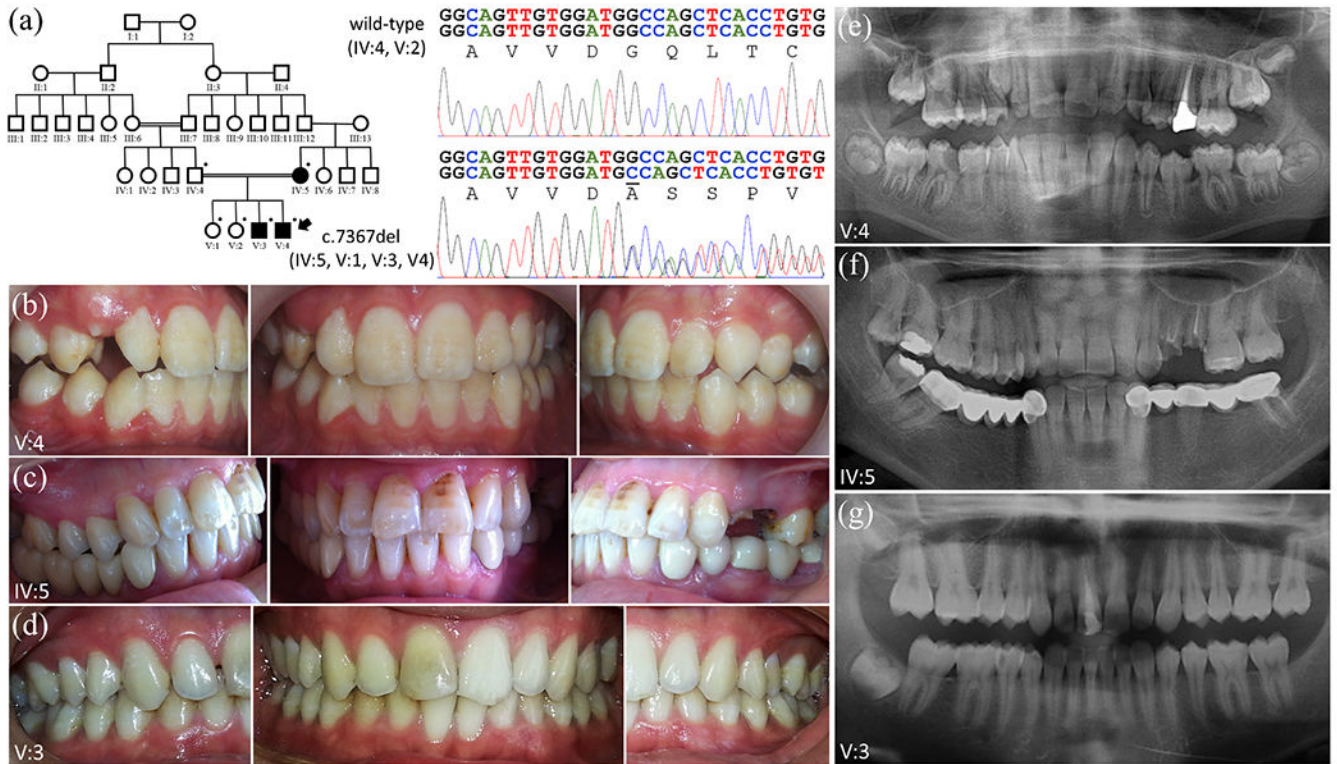 (a)
I:1 I:2
II:1 II:2 II:3 II:4
III:1 III:2 III:3 III:4 III:5 III:6 III:7 III:8 III:9 III:10 III:11 III:12 III:13
IV:1 IV:2 IV:3 IV:4 IV:5 IV:6 IV:7 IV:8
V:1 V:2 V:3 V:4
wild-type
(IV:4, V:2)
GGCAGTTGTGGATGGCCAGCTCACCTGTG
GGCAGTTGTGGATGGCCAGCTCACCTGTG
A V V D G Q L T C
c.7367del
(IV:5, V:1, V:3, V4)
GGCAGTTGTGGATGGCCAGCTCACCTGTG
GGCAGTTGTGGATGCCAGCTCACCTGTGT
A V V D A S S P V
(b)
V:4
(c)
IV:5
(d)
V:3
(e)
V:4
(f)
IV:5
(g)
V:3